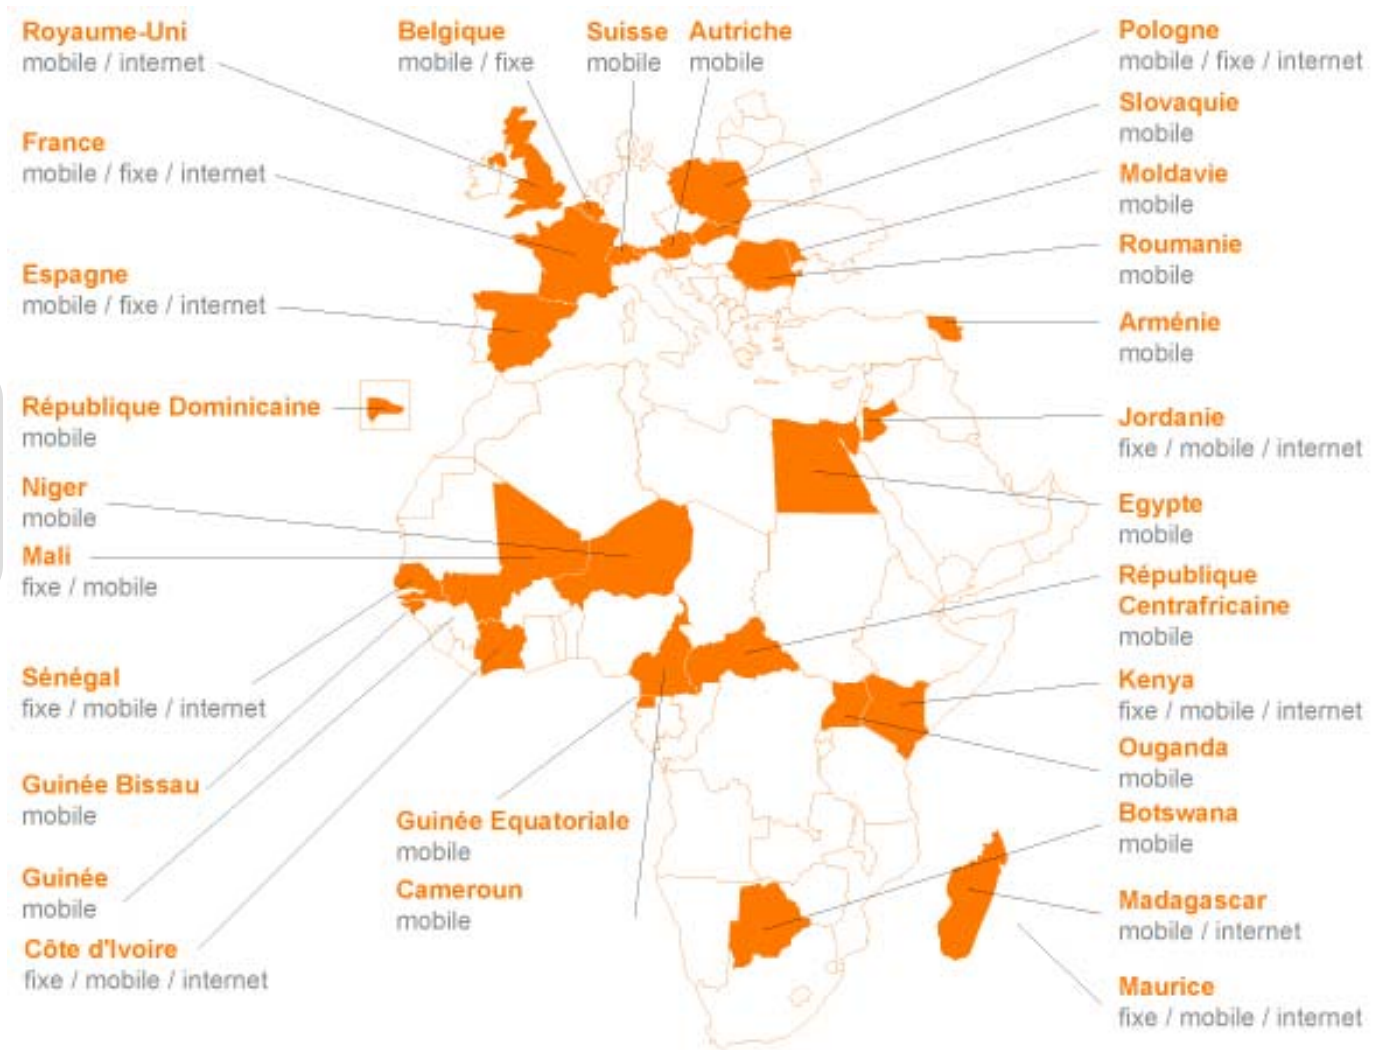 Royaume-Uni
mobile / internet
Belgique
mobile / fixe
Suisse
mobile
Autriche
mobile
Pologne
mobile / fixe / internet
Slovaquie
mobile
France
mobile / fixe / internet
Moldavie
mobile
Roumanie
mobile
Espagne
mobile / fixe / internet
Arménie
mobile
République Dominicaine
mobile
Jordanie
fixe / mobile / internet
Niger
mobile
Egypte
mobile
Mali
fixe / mobile
République
Centrafricaine
mobile
Sénégal
fixe / mobile / internet
Kenya
fixe / mobile / internet
Ouganda
mobile
Guinée Bissau
mobile
Guinée Equatoriale
mobile
Botswana
mobile
Guinée
mobile
Cameroun
mobile
Madagascar
mobile / internet
Côte d'Ivoire
fixe / mobile / internet
Maurice
fixe / mobile / internet